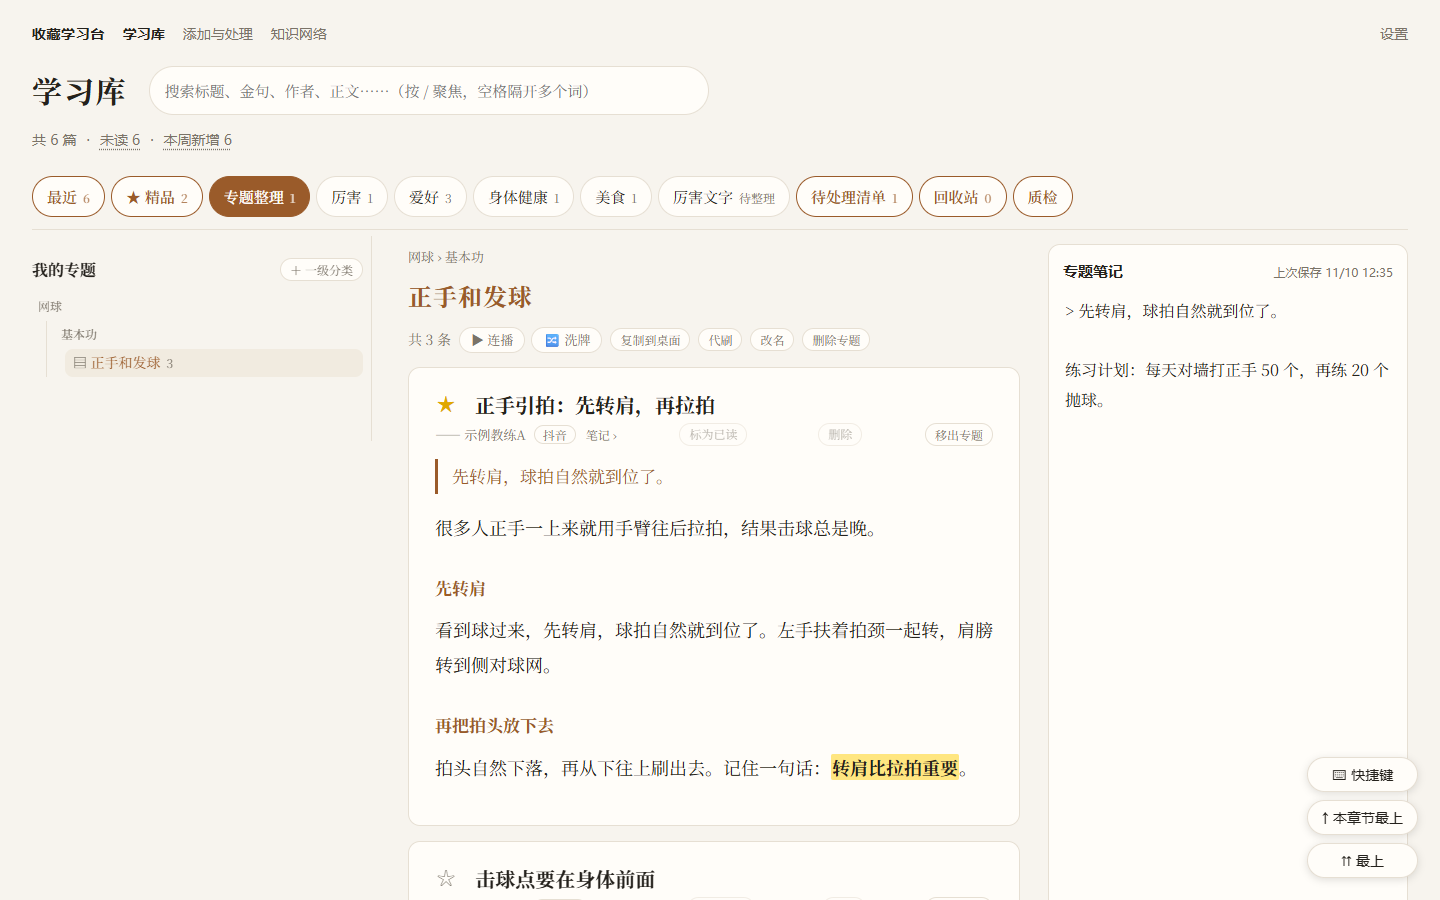 收藏学习台 学习库 添加与处理 知识网络 设置
学习库 搜索标题、金句、作者、正文……（按 / 聚焦，空格隔开多个词）
共 6 篇 · 未读 6 · 本周新增 6
最近 6 ★ 精品 2 专题整理 1 厉害 1 爱好 3 身体健康 1 美食 1 厉害文字 待整理 待处理清单 1 回收站 0 质检
我的专题 ＋ 一级分类
网球
基本功
正手和发球 3
网球 › 基本功
正手和发球
共 3 条 ▶ 连播 🔀 洗牌 复制到桌面 代刷 改名 删除专题
★ 正手引拍：先转肩，再拉拍
—— 示例教练A 抖音 笔记 › 标为已读 删除 移出专题
先转肩，球拍自然就到位了。
很多人正手一上来就用手臂往后拉拍，结果击球总是晚。
先转肩
看到球过来，先转肩，球拍自然就到位了。左手扶着拍颈一起转，肩膀
转到侧对球网。
再把拍头放下去
拍头自然下落，再从下往上刷出去。记住一句话：转肩比拉拍重要。
☆ 击球点要在身体前面
专题笔记 上次保存 11/10 12:35
> 先转肩，球拍自然就到位了。
练习计划：每天对墙打正手 50 个，再练 20 个
抛球。
⌨ 快捷键
↑ 本章节最上
⇈ 最上